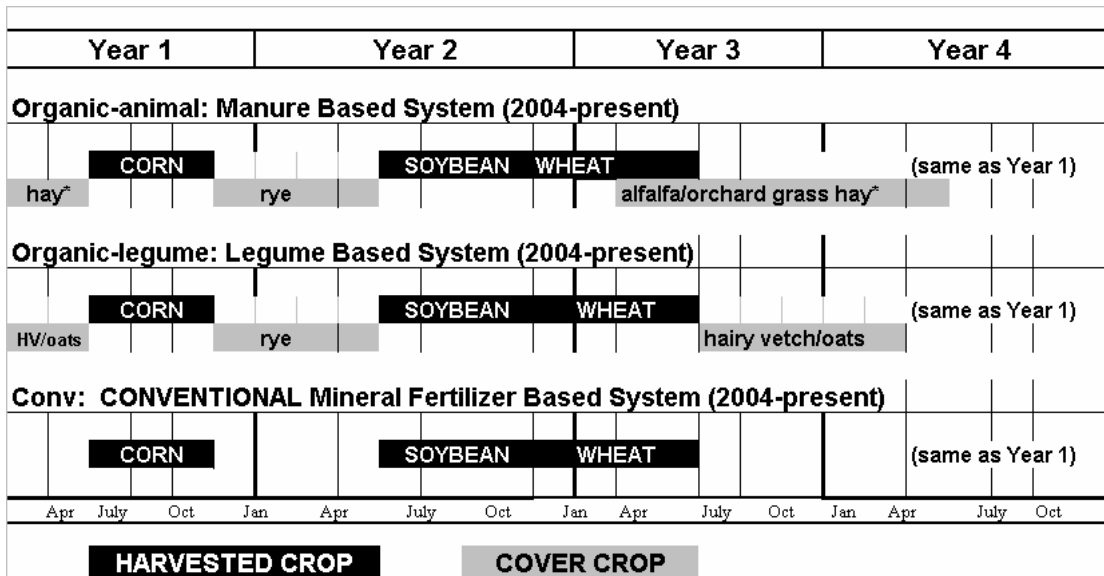 Year 1 Year 2 Year 3 Year 4
Organic-animal: Manure Based System (2004-present)
CORN SOYBEAN WHEAT (same as Year 1)
hay* rye alfalfa/orchard grass hay*
Organic-legume: Legume Based System (2004-present)
CORN SOYBEAN WHEAT (same as Year 1)
HV/oats rye hairy vetch/oats
Conv: CONVENTIONAL Mineral Fertilizer Based System (2004-present)
CORN SOYBEAN WHEAT (same as Year 1)
Apr July Oct Jan Apr July Oct Jan Apr July Oct Jan Apr July Oct
HARVESTED CROP COVER CROP